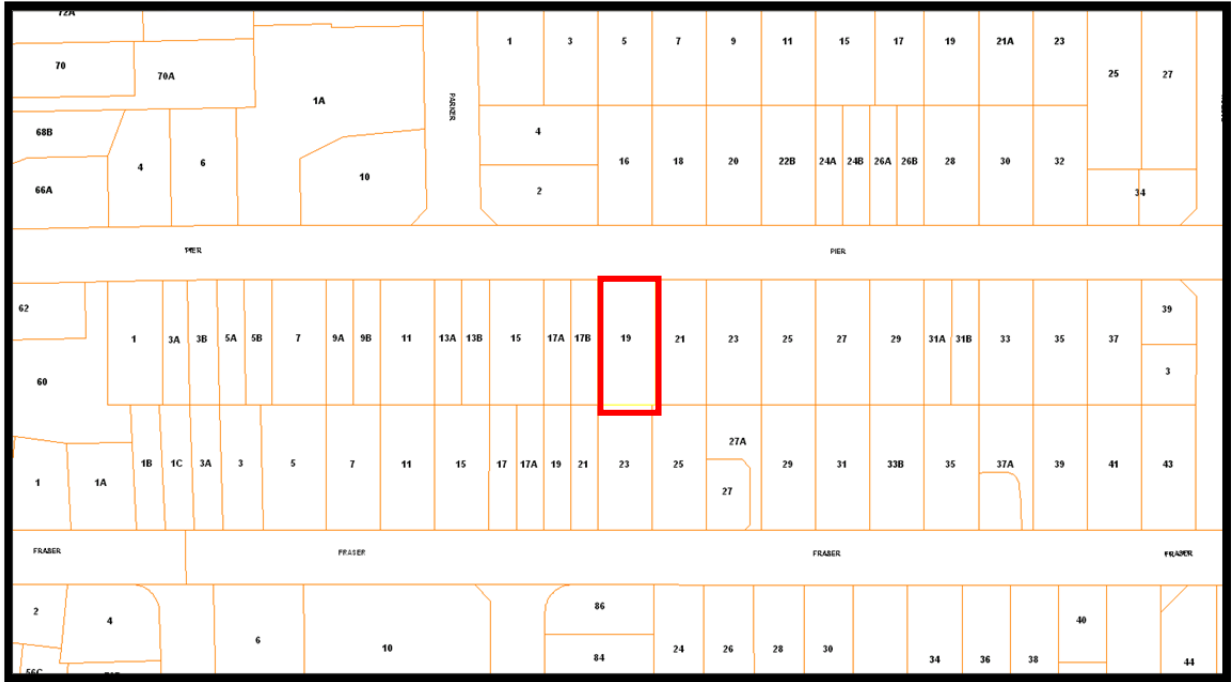 72A
1 3 5 7 9 11 15 17 19 21A 23
70 70A 25 27
1A PARKER
68B 4
4 6 16 18 20 22B 24A 24B 26A 26B 28 30 32
10
66A 2 34
PIER PIER
62 39
1 3A 3B 5A 5B 7 9A 9B 11 13A 13B 15 17A 17B 19 21 23 25 27 29 31A 31B 33 35 37
3
60
27A
1B 1C 3A 3 5 7 11 15 17 17A 19 21 23 25 29 31 33B 35 37A 39 41 43
1 1A 27
FRASER FRASER FRASER FRASER
2 86
4 40
6 10 24 26 28 30
84 34 36 38 44
56C